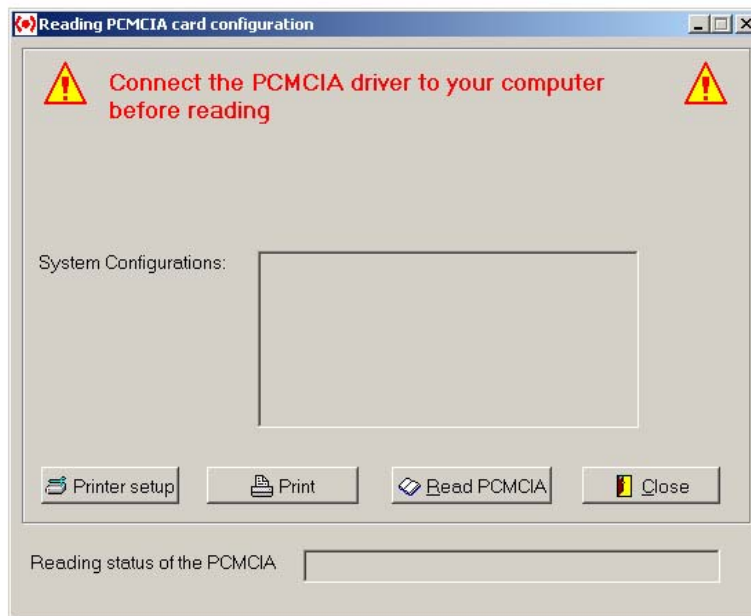 Reading PCMCIA card configuration
Connect the PCMCIA driver to your computer
before reading
System Configurations:
Printer setup
Print
Read PCMCIA
Close
Reading status of the PCMCIA